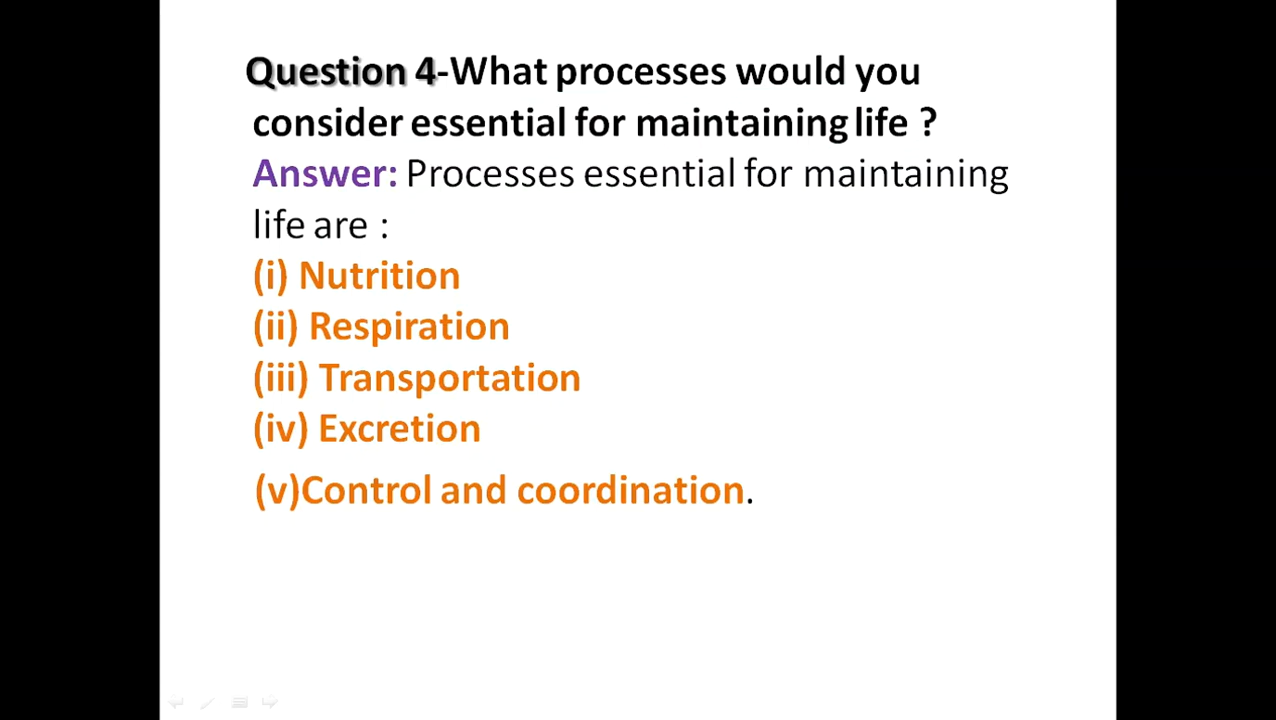 Question 4-What processes would you
consider essential for maintaining life ?
Answer: Processes essential for maintaining
life are :
(i) Nutrition
(ii) Respiration
(iii) Transportation
(iv) Excretion
(v)Control and coordination.